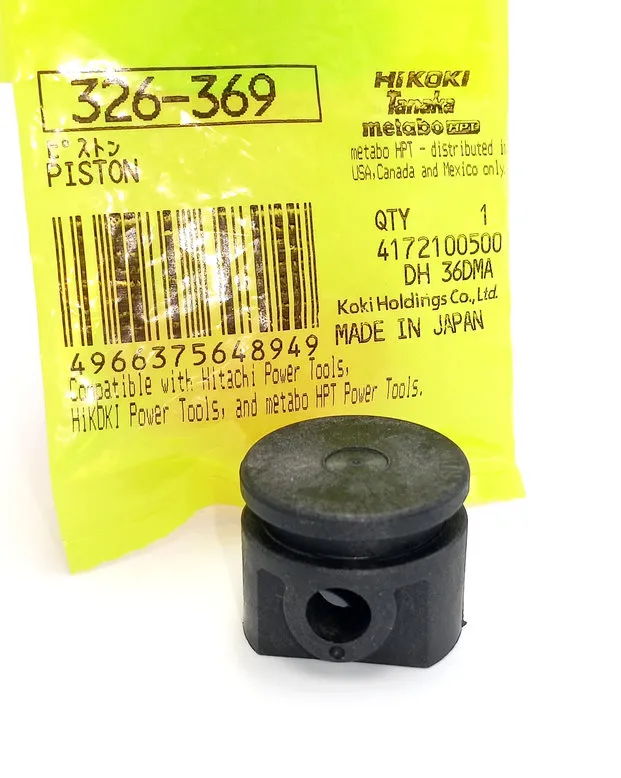 326-369
ピストン
PISTON
HiKOKI
Tanaka
metabo HPT
metabo HPT - distributed in
USA, Canada and Mexico only.
QTY 1
4172100500
DH 36DMA
Koki Holdings Co., Ltd.
MADE IN JAPAN
4966375648949
Compatible with Hitachi Power Tools,
HiKOKI Power Tools, and metabo HPT Power Tools.